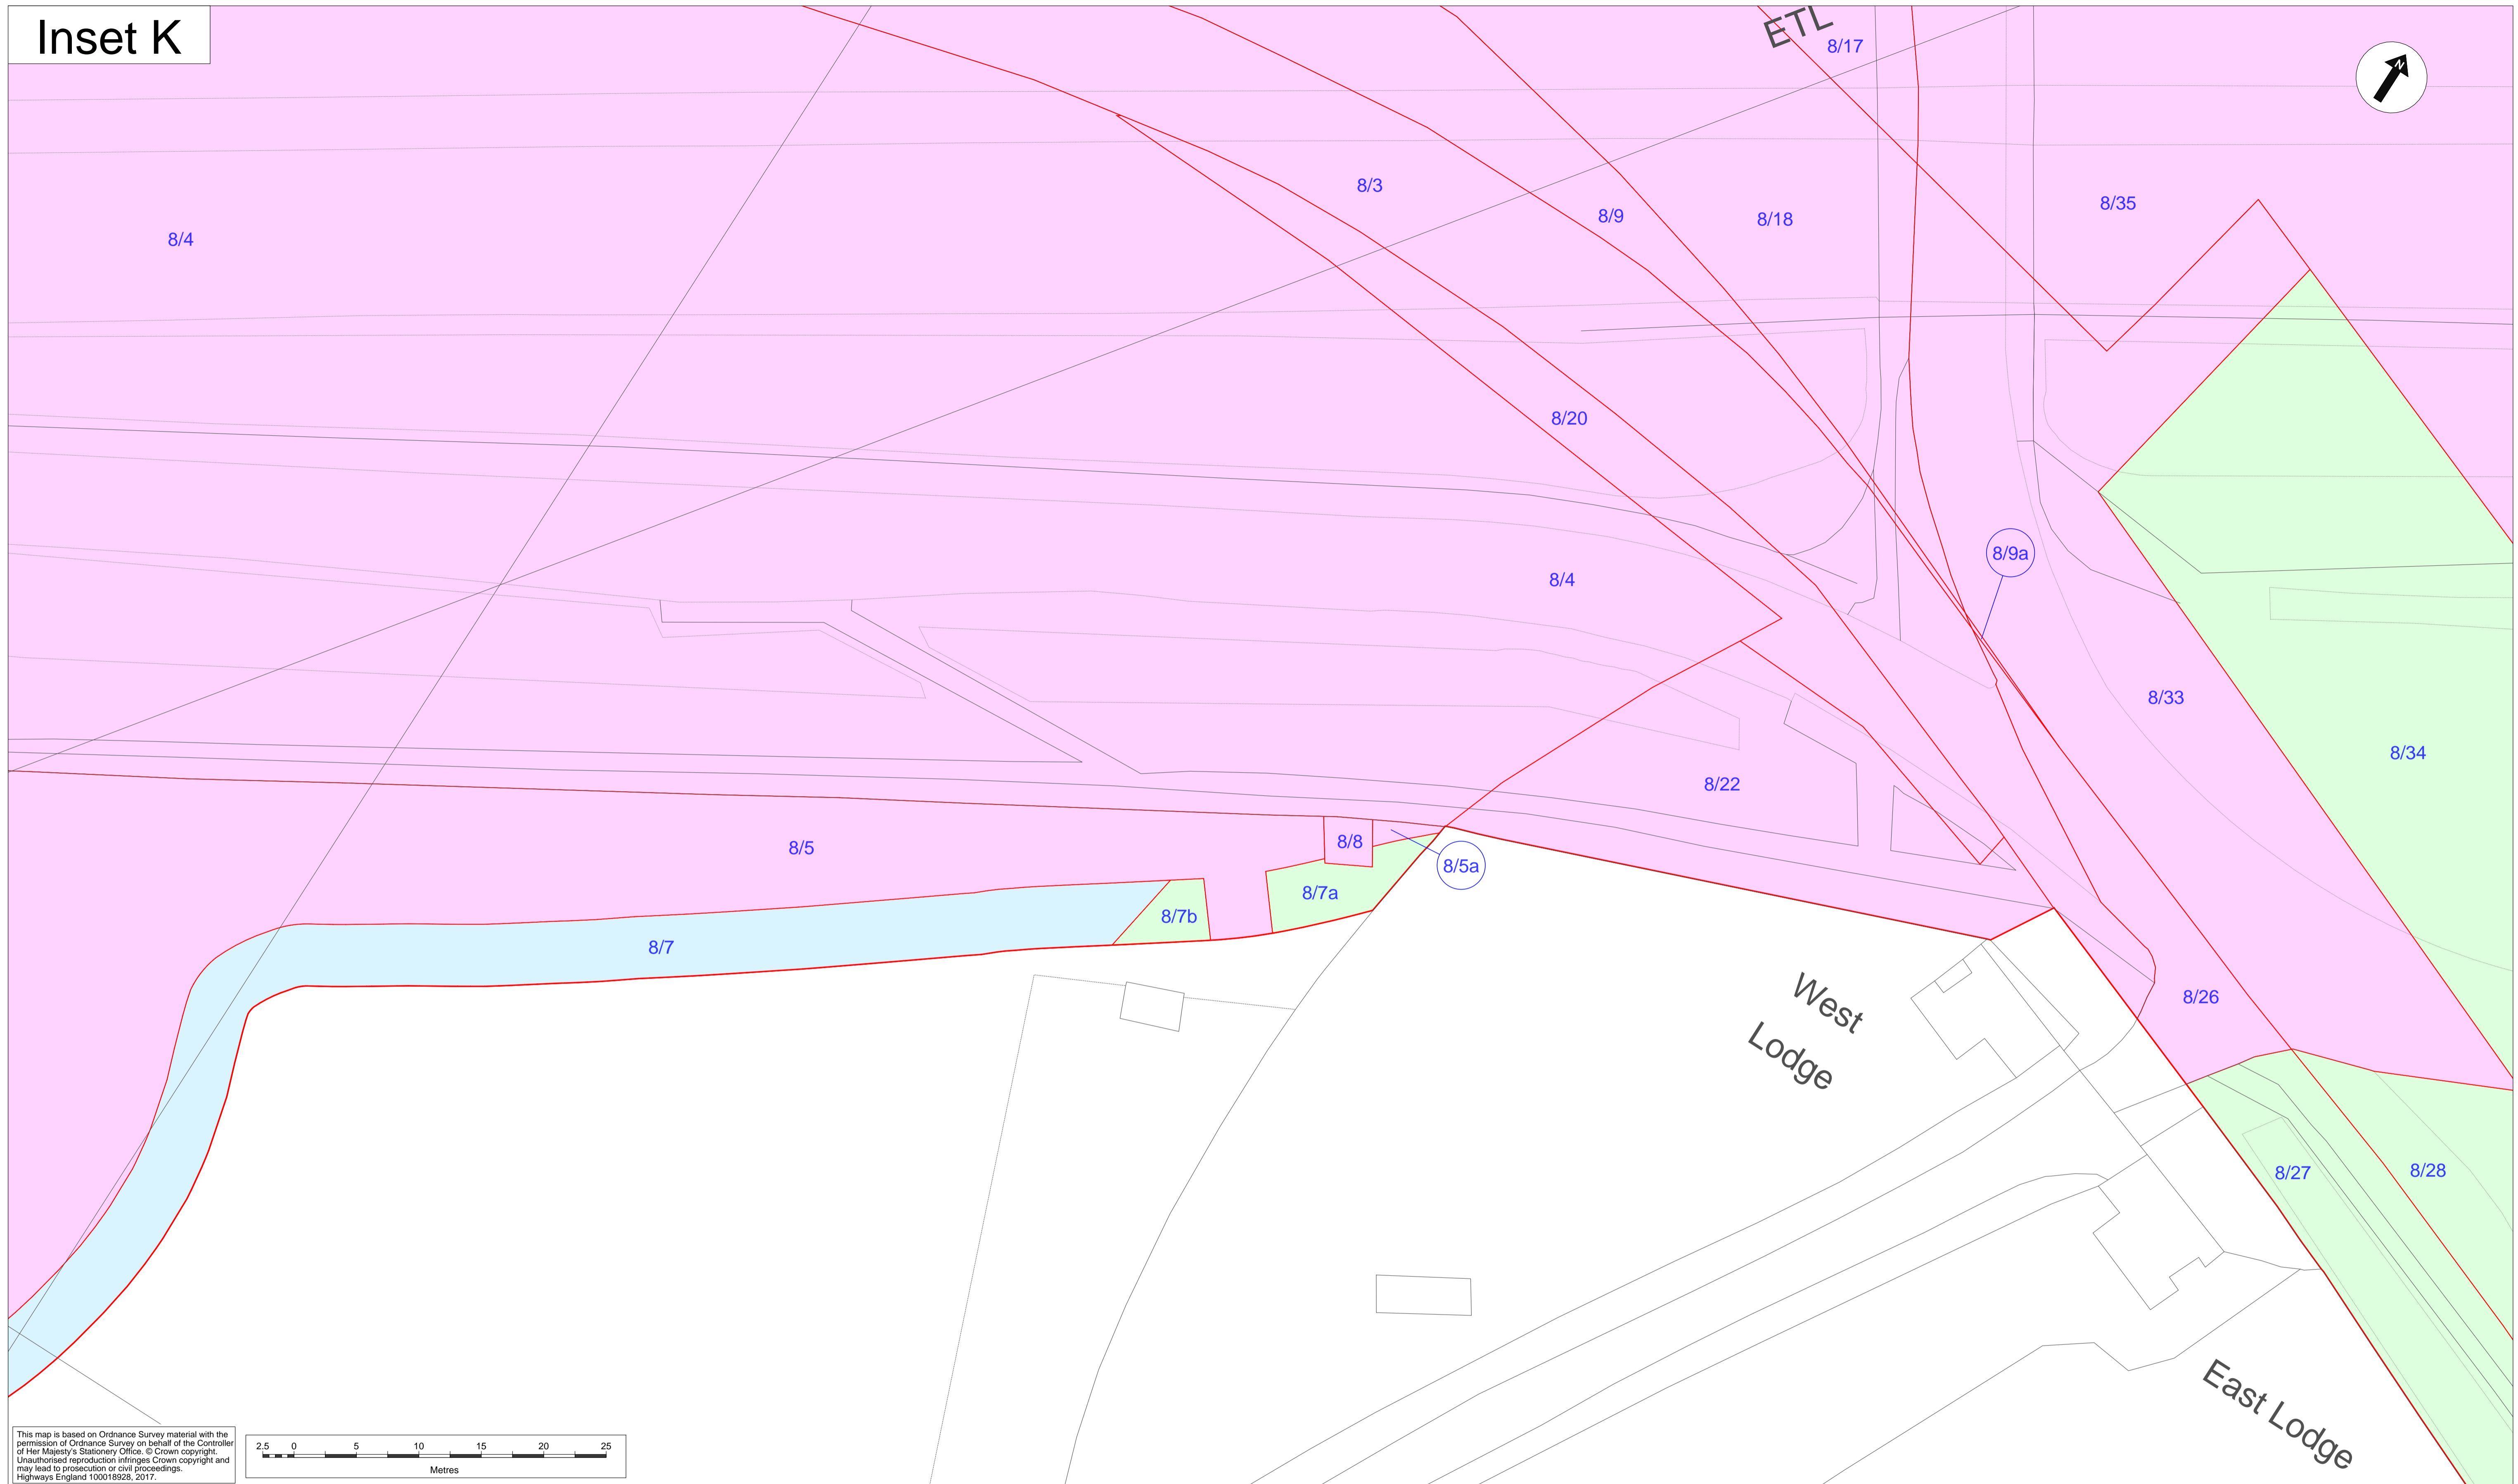 Inset K
ETL
8/17
N
8/3
8/9
8/18
8/35
8/4
8/20
8/9a
8/4
8/33
8/34
8/22
8/5
8/8
8/5a
8/7a
8/7b
8/7
8/26
West
Lodge
8/27
8/28
East Lodge
This map is based on Ordnance Survey material with the
permission of Ordnance Survey on behalf of the Controller
of Her Majesty's Stationery Office. © Crown copyright.
Unauthorised reproduction infringes Crown copyright and
may lead to prosecution or civil proceedings.
Highways England 100018928, 2017.
2.5 0 5 10 15 20 25
Metres